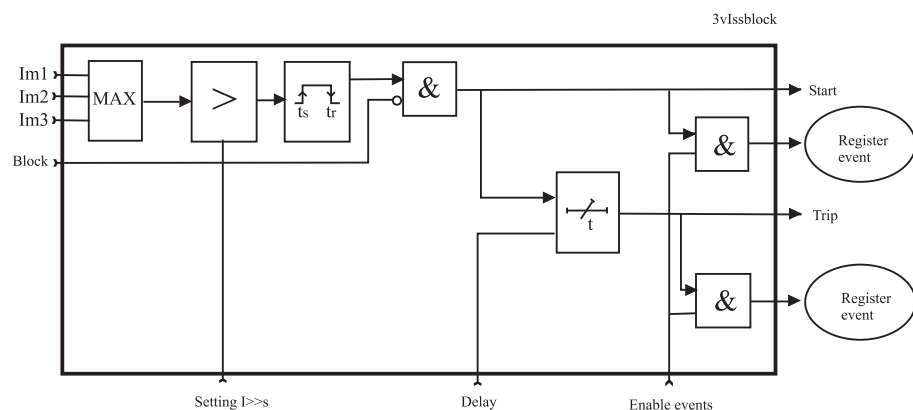 3vIssblock
Im1
Im2
Im3
MAX
>
ts tr
&
Start
Block
&
Register
event
t
Trip
&
Register
event
Setting I>>s
Delay
Enable events